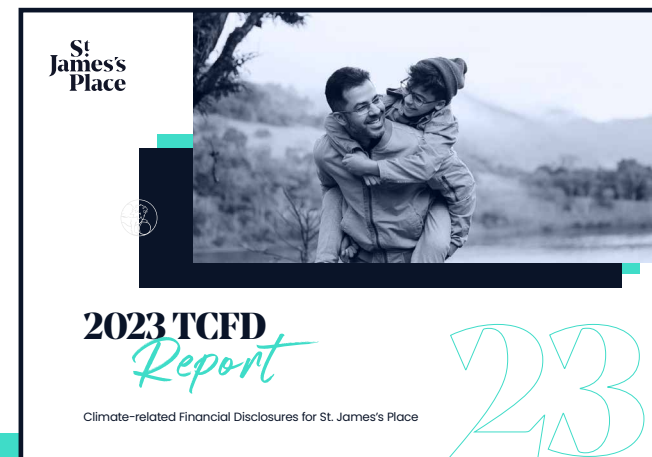 St
James's
Place
2023 TCFD
Report
Climate-related Financial Disclosures for St. James's Place
23